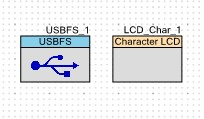 USBFS_1
USBFS
LCD_Char_1
Character LCD